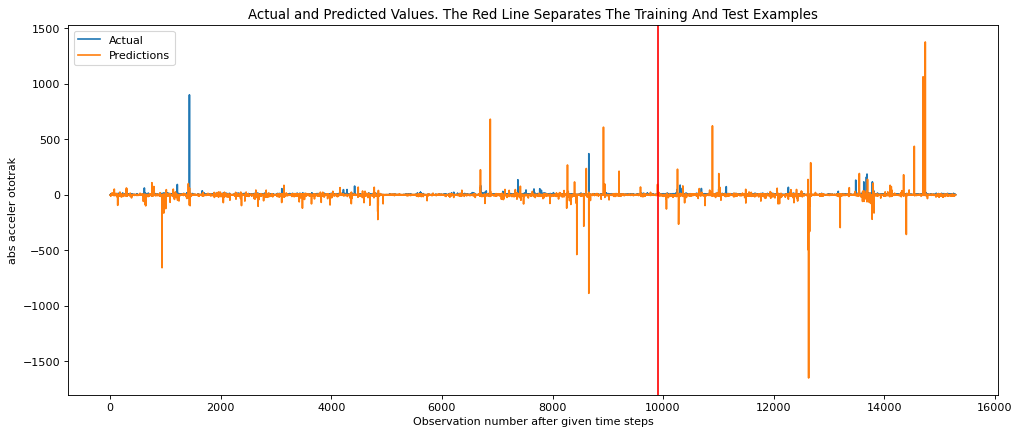 Actual and Predicted Values. The Red Line Separates The Training And Test Examples
Actual
Predictions
1500
1000
500
0
−500
−1000
−1500
abs acceler ototrak
0 2000 4000 6000 8000 10000 12000 14000 16000
Observation number after given time steps